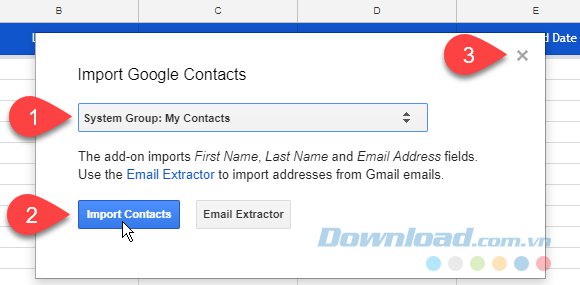 B C D E
d Date
3
Import Google Contacts
1
System Group: My Contacts
The add-on imports First Name, Last Name and Email Address fields.
Use the Email Extractor to import addresses from Gmail emails.
2
Import Contacts Email Extractor
Download.com.vn